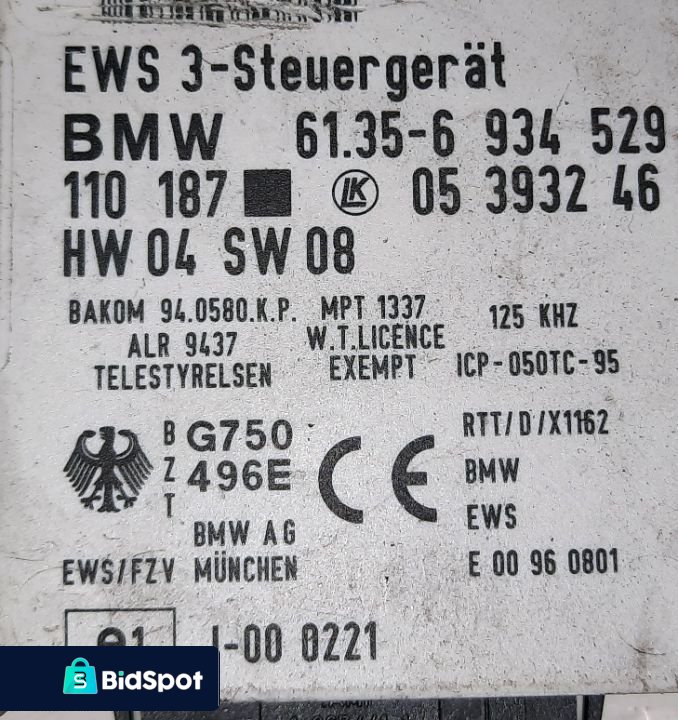 EWS 3-Steuergerät
BMW 61.35-6 934 529
110 187 LK 05 3932 46
HW 04 SW 08
BAKOM 94.0580.K.P. MPT 1337 125 KHZ
ALR 9437 W.T.LICENCE
TELESTYRELSEN EXEMPT ICP-050TC-95
B Z T G750 496E CE RTT/D/X1162
BMW
BMW AG EWS
EWS/FZV MÜNCHEN E 00 96 0801
e1 J-00 0221
BidSpot